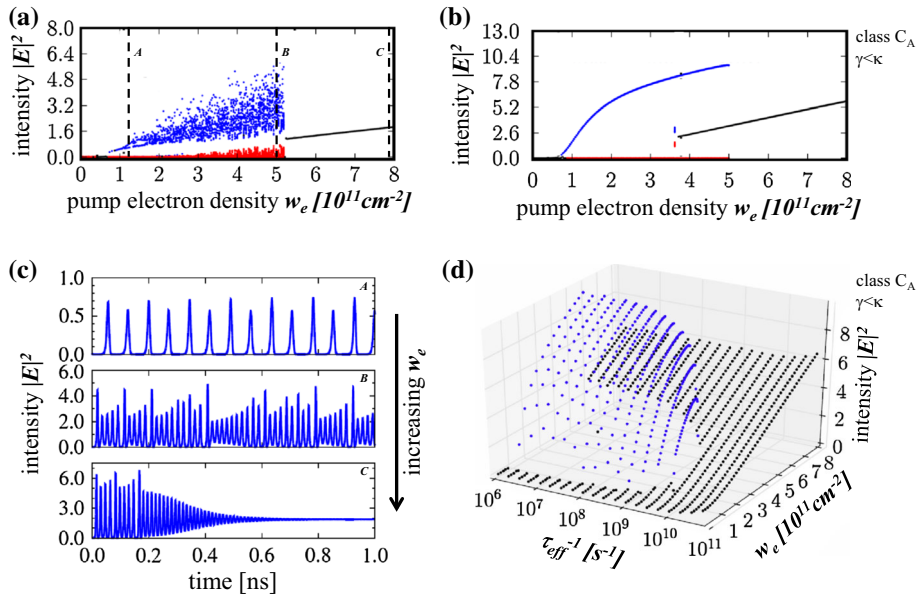 (a)
8.0
6.4
4.8
3.2
1.6
0.0
intensity |E|²
A
B
C
0 1 2 3 4 5 6 7 8
pump electron density w_e [10¹¹cm⁻²]
(b)
13.0
10.4
7.8
5.2
2.6
0.0
intensity |E|²
0 1 2 3 4 5 6 7 8
pump electron density w_e [10¹¹cm⁻²]
class C_A
γ<κ
(c)
1.0
0.5
0.0
A
6.0
4.0
2.0
0.0
B
6.0
3.0
0.0
C
intensity |E|²
0.0 0.2 0.4 0.6 0.8 1.0
time [ns]
increasing w_e
(d)
class C_A
γ<κ
8
6
4
2
0
intensity |E|²
10⁶ 10⁷ 10⁸ 10⁹ 10¹⁰ 10¹¹
τ_eff⁻¹ [s⁻¹]
1 2 3 4 5 6 7 8
w_e [10¹¹cm⁻²]